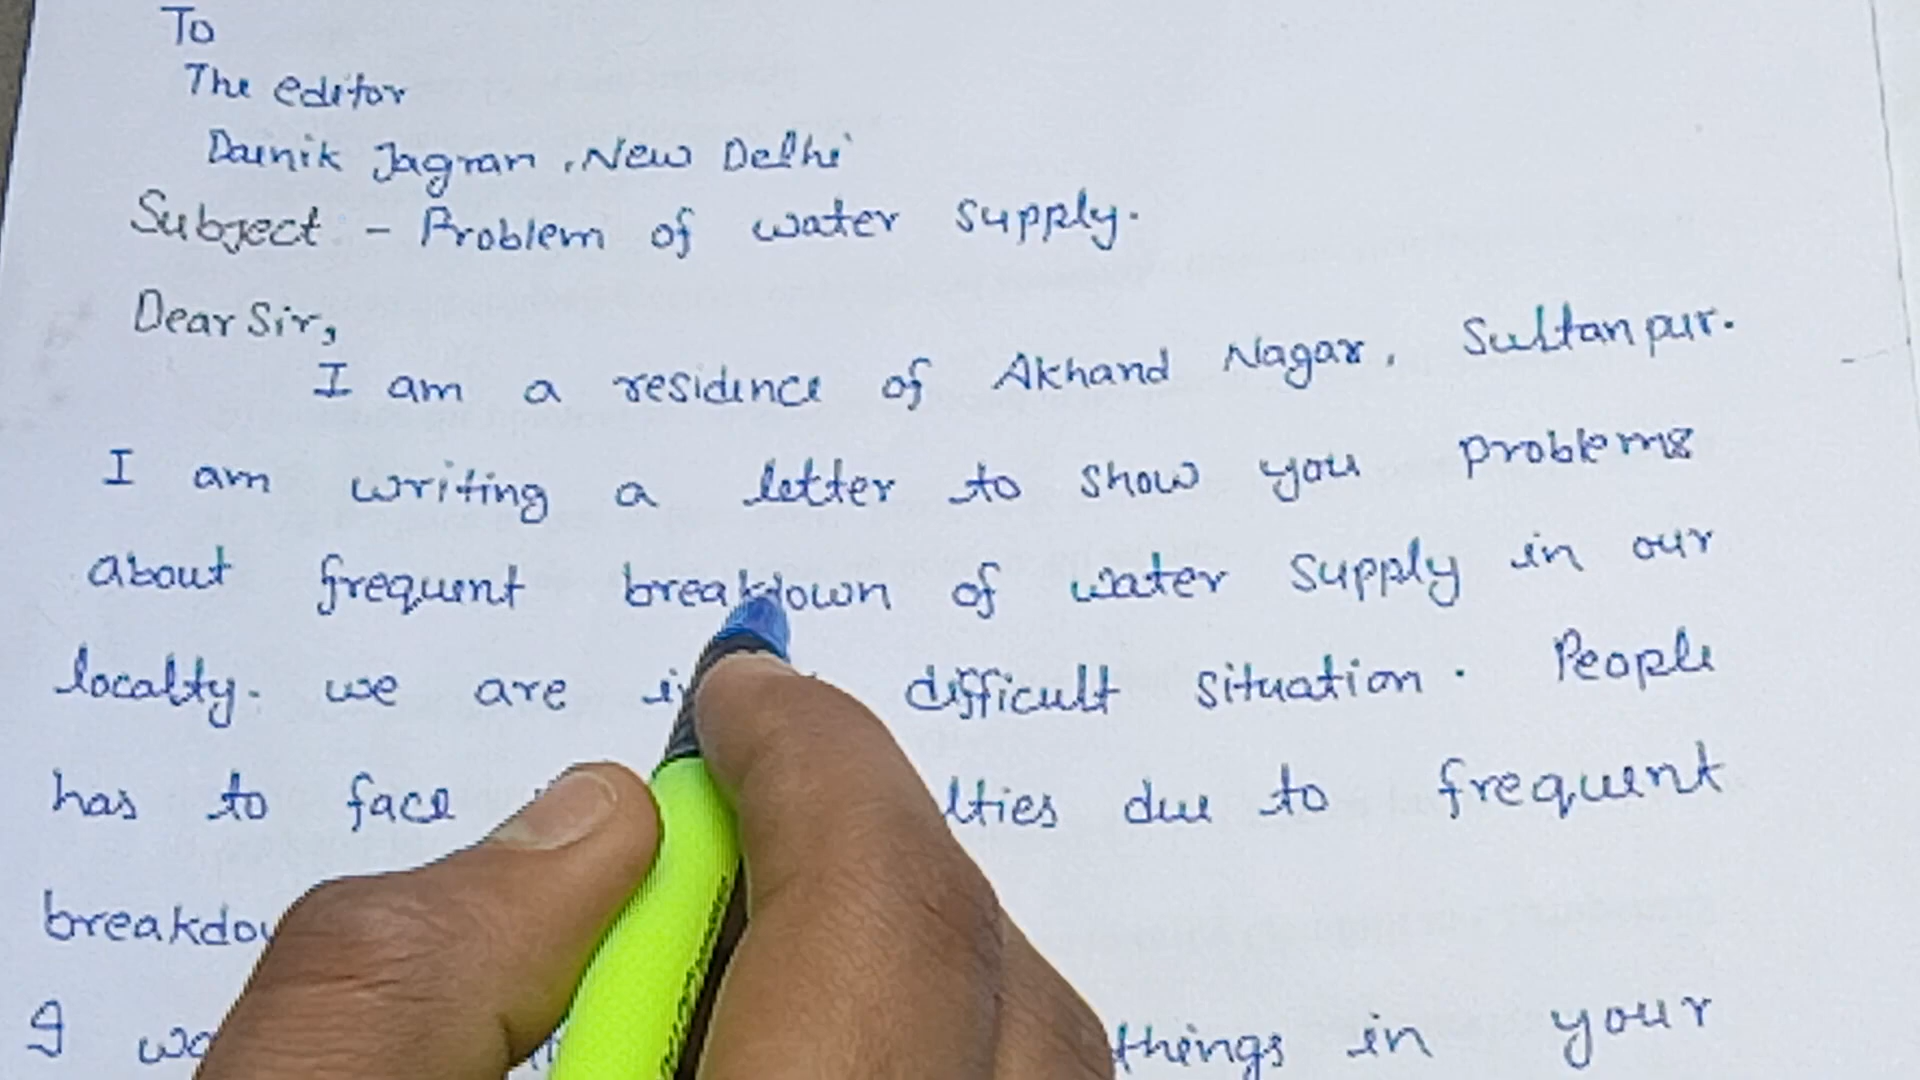 To
The editor
Dainik Jagran, New Delhi
Subject - Problem of water supply.
Dear Sir,
I am a residence of Akhand Nagar, Sultanpur.
I am writing a letter to show you problems
about frequent breakdown of water supply in our
localty. we are difficult situation. People
has to face due to frequent
things in your